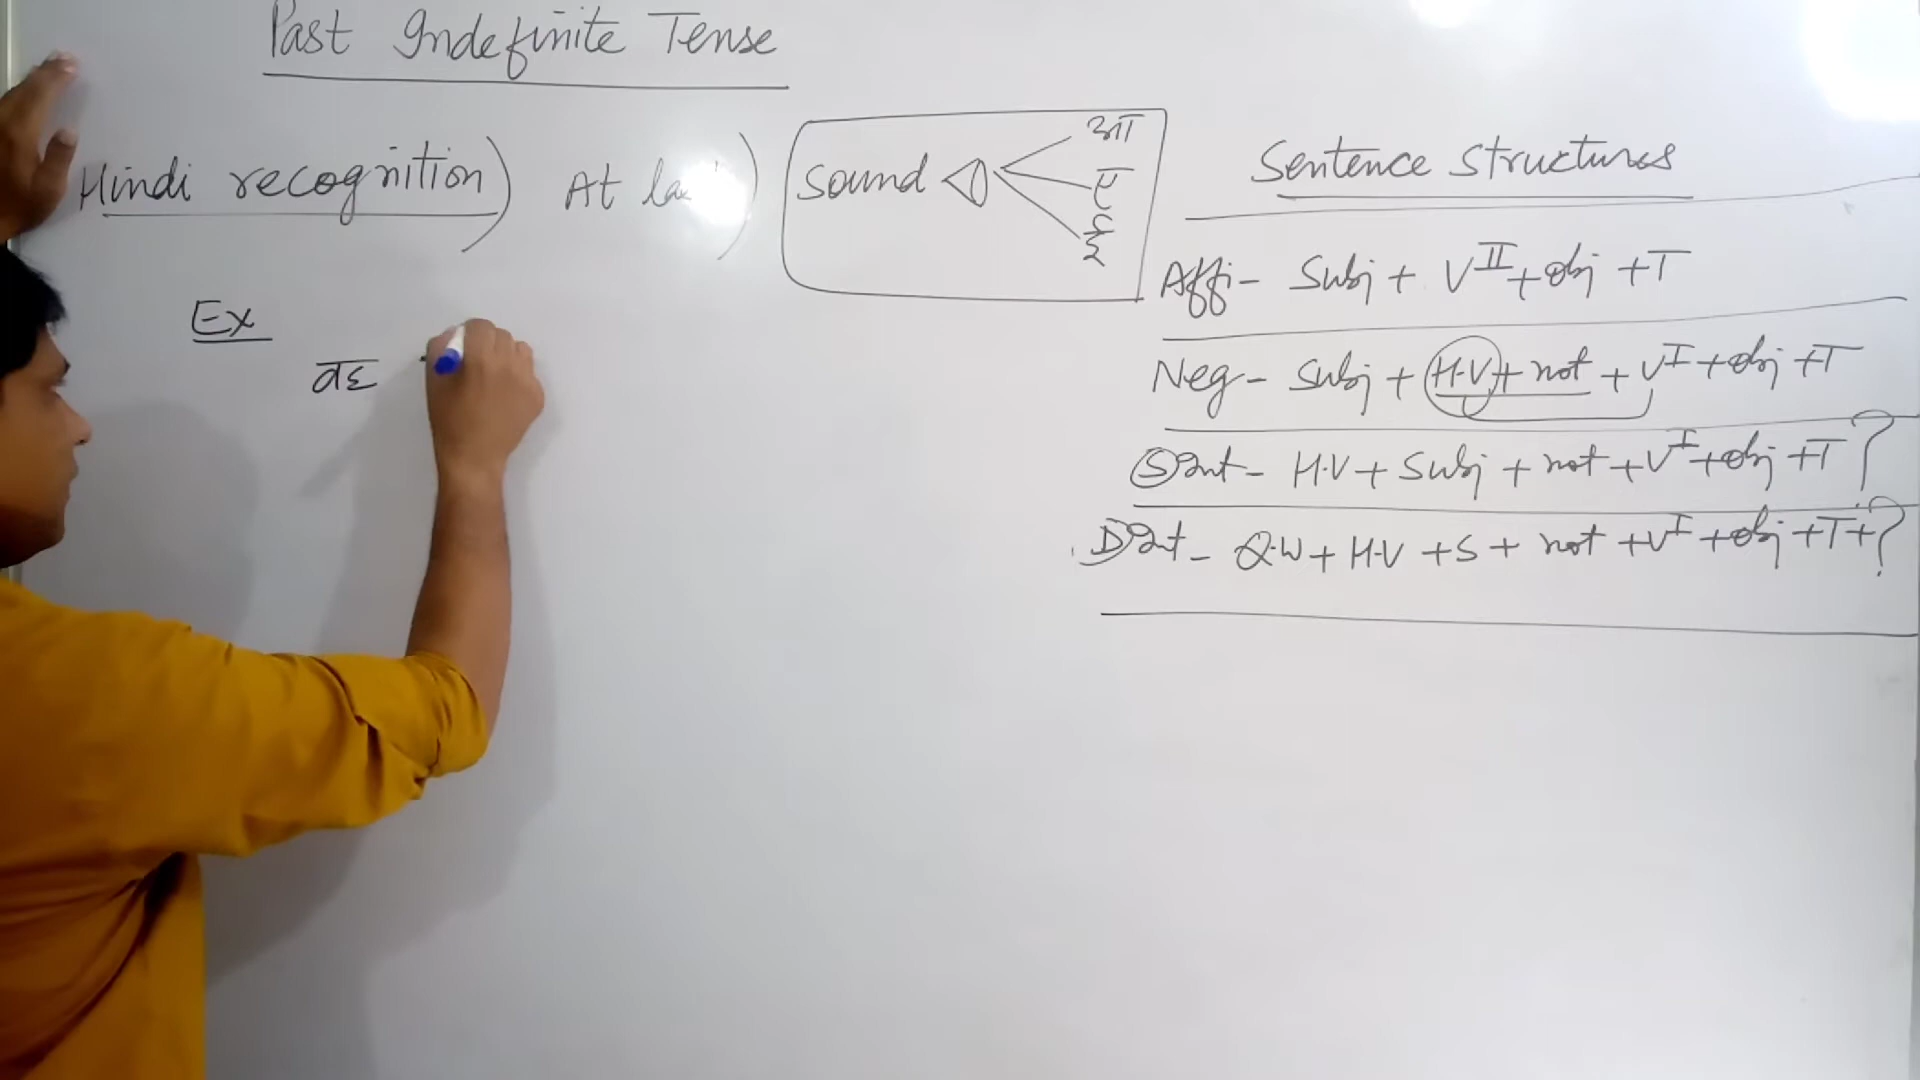 Past Indefinite Tense
Hindi recognition) At la ) Sound
आ
ए
ई
Ex
वह
Sentence Structures
Affi- Subj + V II + obj + T
Neg- Subj + H.V + not + V I + obj + T
S Int- H.V + Subj + not + V I + obj + T ?
D Int- Q.W + H.V + S + not + V I + obj + T + ?